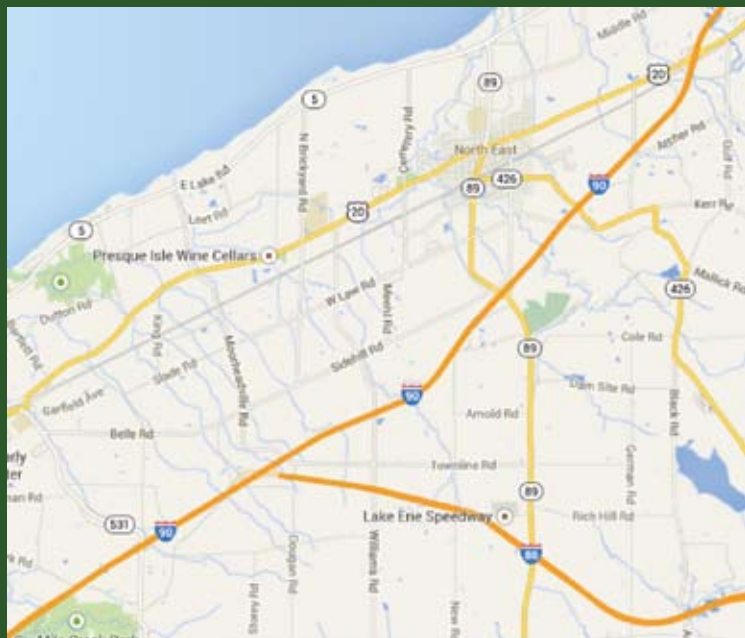 Middle Rd
20
89
5
Cemetery Rd
N Brickyard Rd
Archer Rd
Gulf Rd
North East
E Lake Rd
89
426
90
Leet Rd
20
Kerr Rd
5
Presque Isle Wine Cellars
Mallick Rd
W Law Rd
426
Dutton Rd
Bartlett Rd
King Rd
Moorheadville Rd
Cole Rd
89
Sidehill Rd
Slade Rd
Dam Site Rd
90
Garfield Ave
Arnold Rd
Black Rd
Belle Rd
Townline Rd
German Rd
89
531
90
Lake Erie Speedway
Rich Hill Rd
Dougan Rd
Williams Rd